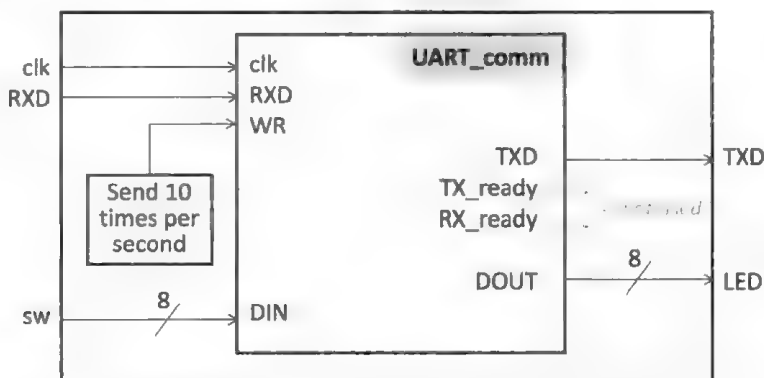 UART_comm
clk
clk
RXD
RXD
WR
Send 10
times per
second
TXD
TXD
TX_ready
RX_ready
8
DOUT
LED
8
sw
DIN